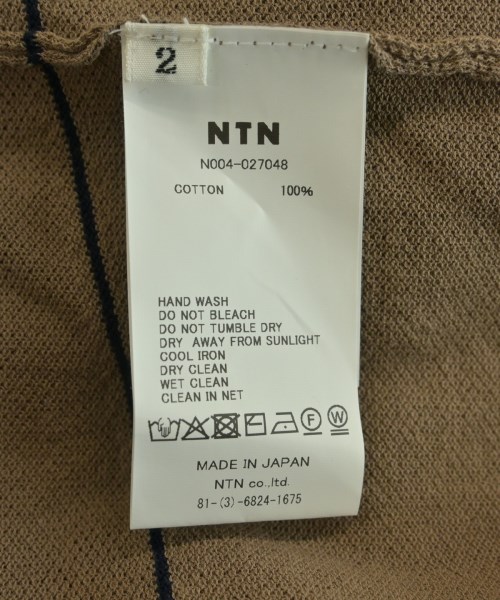 2
NTN
N004-027048
COTTON 100%
HAND WASH
DO NOT BLEACH
DO NOT TUMBLE DRY
DRY AWAY FROM SUNLIGHT
COOL IRON
DRY CLEAN
WET CLEAN
CLEAN IN NET
F W
MADE IN JAPAN
NTN co.,ltd.
81-(3)-6824-1675